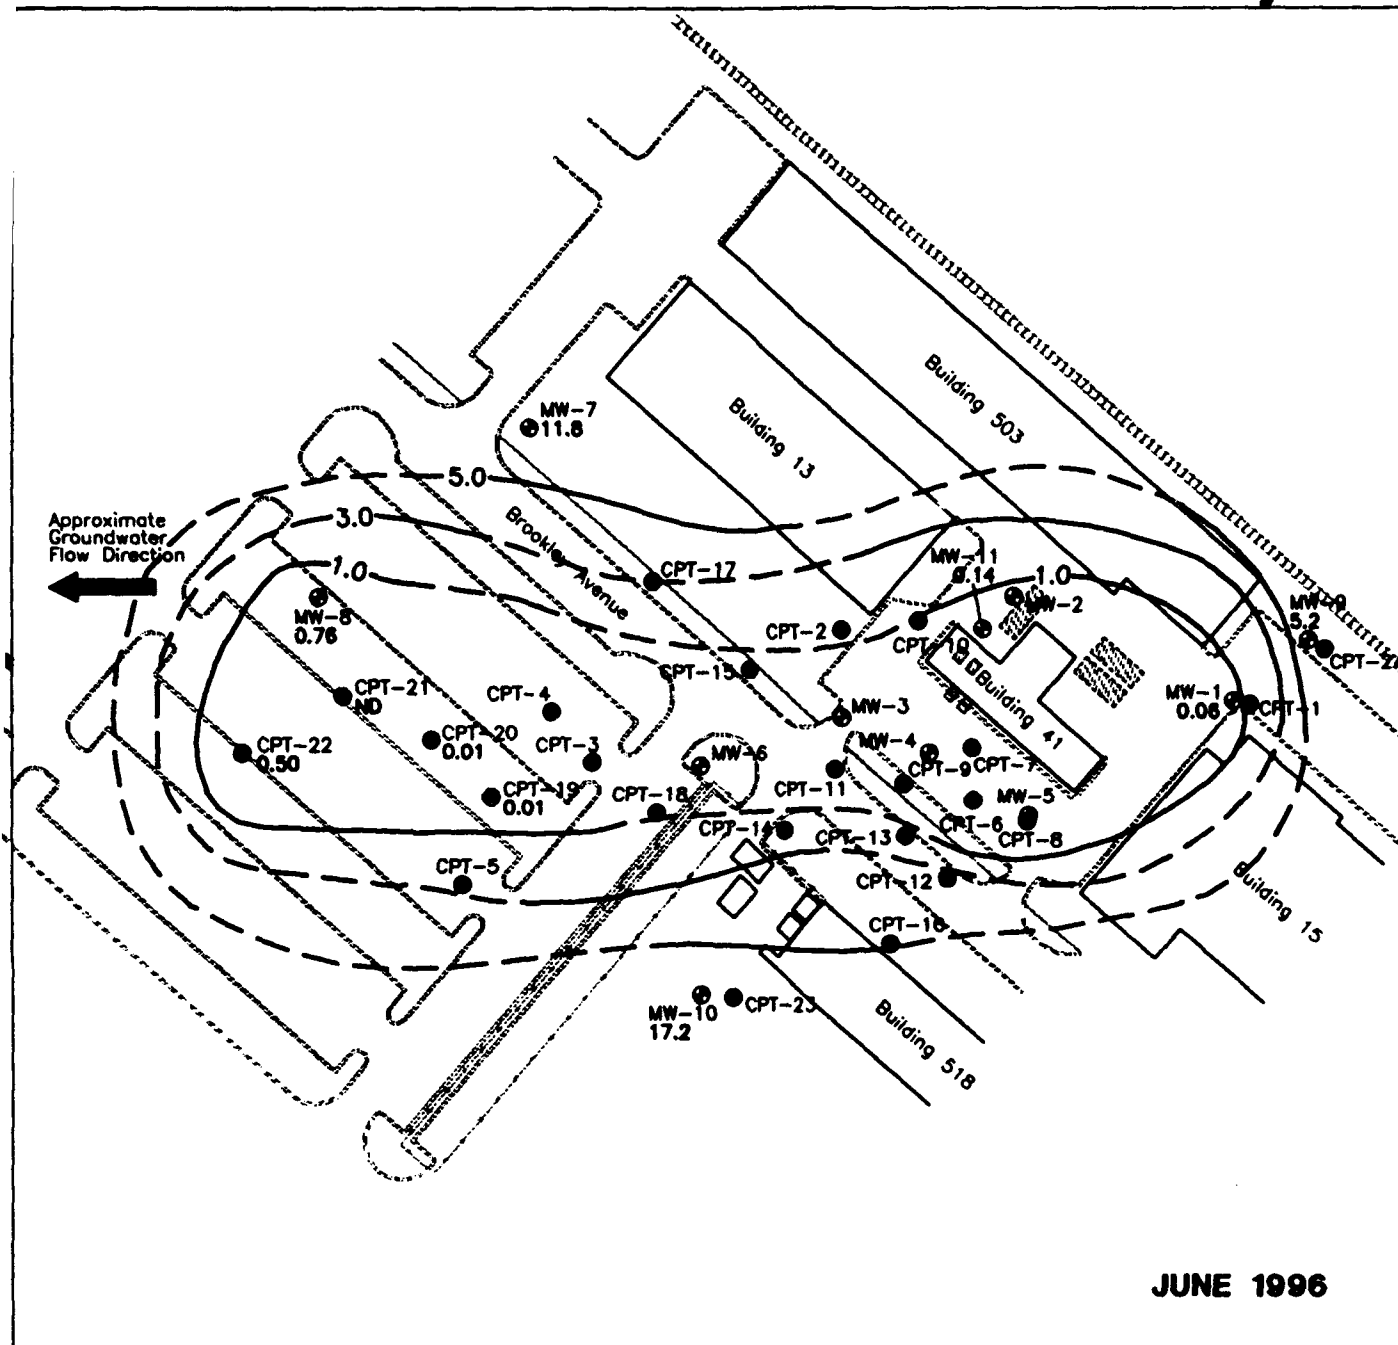 Building 503
Building 13
MW-7
11.8
5.0
3.0
1.0
Approximate
Groundwater
Flow Direction
Brookley Avenue
CPT-17
MW-11
0.14
1.0
MW-2
MW-8
0.76
CPT-2
CPT-10
MW-9
5.2
CPT-15
Building 41
CPT-21
ND
CPT-4
MW-3
MW-1
0.06
CPT-1
CPT-20
0.01
CPT-3
MW-6
MW-4
CPT-7
CPT-22
0.50
CPT-9
CPT-11
CPT-19
0.01
CPT-18
MW-5
CPT-6
CPT-8
CPT-14
CPT-13
CPT-5
CPT-12
Building 15
CPT-16
MW-10
17.2
CPT-23
Building 518
JUNE 1996